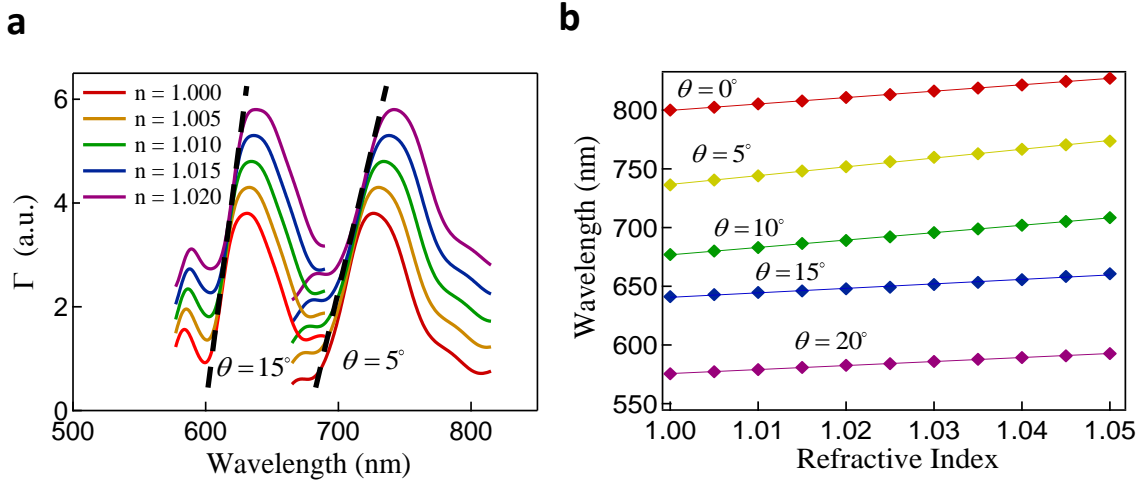 a
b
6
4
2
0
Γ (a.u.)
n = 1.000
n = 1.005
n = 1.010
n = 1.015
n = 1.020
θ = 15°
θ = 5°
500
600
700
800
Wavelength (nm)
800
750
700
650
600
550
Wavelength (nm)
θ = 0°
θ = 5°
θ = 10°
θ = 15°
θ = 20°
1.00
1.01
1.02
1.03
1.04
1.05
Refractive Index